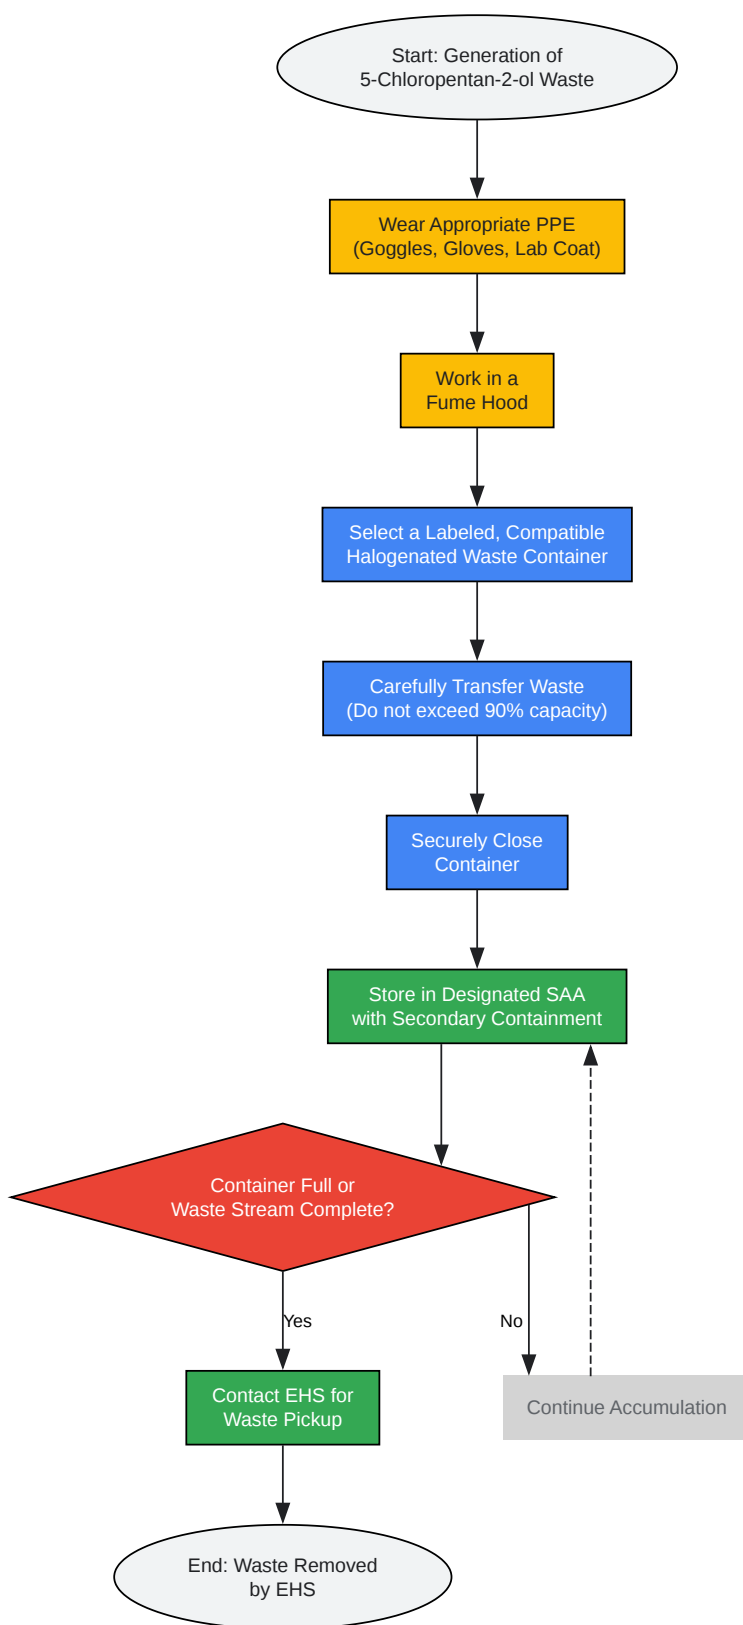 Start: Generation of
5-Chloropentan-2-ol Waste
Wear Appropriate PPE
(Goggles, Gloves, Lab Coat)
Work in a
Fume Hood
Select a Labeled, Compatible
Halogenated Waste Container
Carefully Transfer Waste
(Do not exceed 90% capacity)
Securely Close
Container
Store in Designated SAA
with Secondary Containment
Container Full or
Waste Stream Complete?
Yes
No
Contact EHS for
Waste Pickup
Continue Accumulation
End: Waste Removed
by EHS